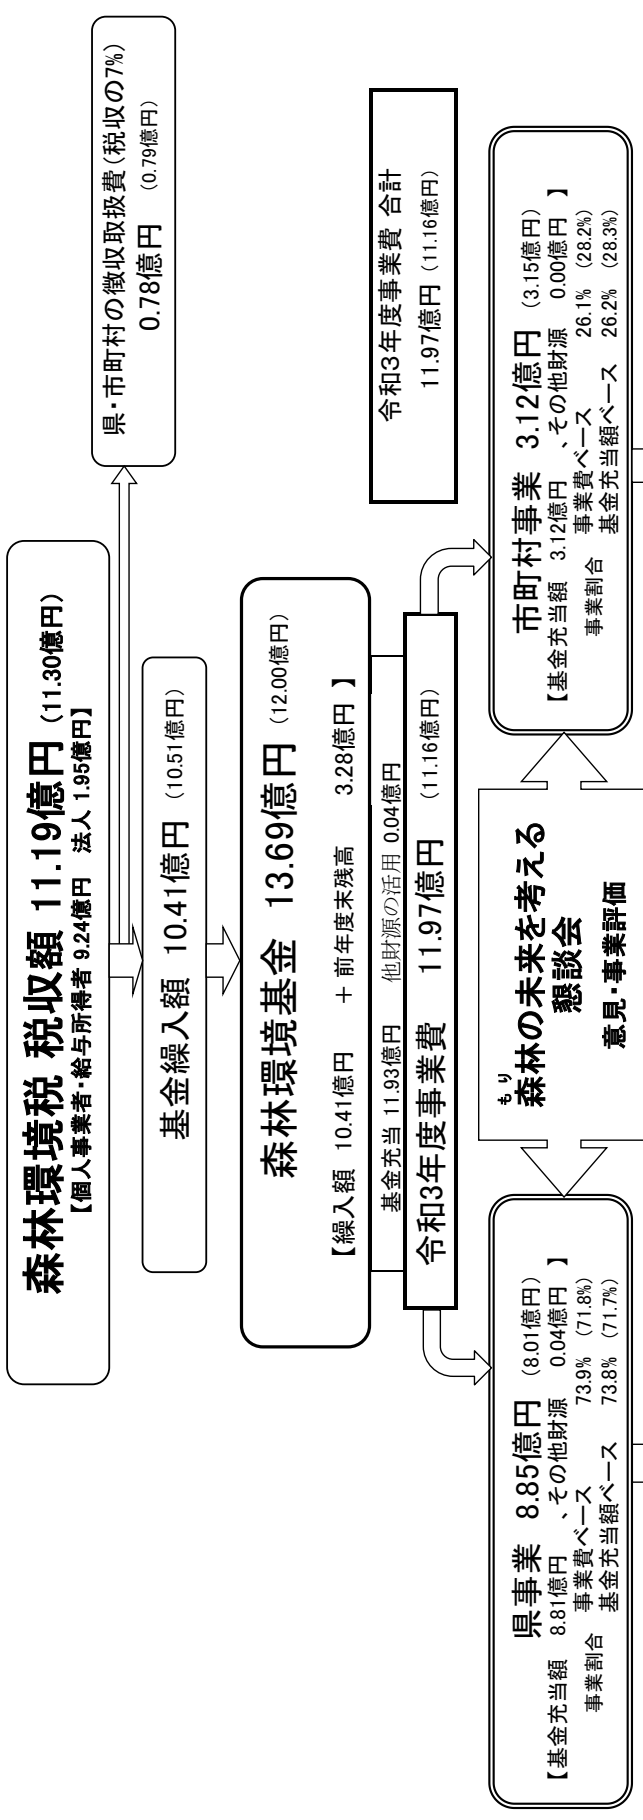 森林環境税 税収額 11.19億円 (11.30億円)
【個人事業者・給与所得者 9.24億円 法人 1.95億円】
県・市町村の徴収取扱費(税収の7%)
0.78億円 (0.79億円)
基金繰入額 10.41億円 (10.51億円)
森林環境基金 13.69億円 (12.00億円)
【繰入額 10.41億円 + 前年度末残高 3.28億円 】
基金充当 11.93億円 他財源の活用 0.04億円
令和3年度事業費 11.97億円 (11.16億円)
令和3年度事業費 合計
11.97億円 (11.16億円)
県事業 8.85億円 (8.01億円)
【基金充当額 8.81億円 、その他財源 0.04億円 】
事業割合 事業費ベース 73.9% (71.8%)
基金充当額ベース 73.8% (71.7%)
もり
森林の未来を考える
懇談会
意見・事業評価
市町村事業 3.12億円 (3.15億円)
【基金充当額 3.12億円 、その他財源 0.00億円 】
事業割合 事業費ベース 26.1% (28.2%)
基金充当額ベース 26.2% (28.3%)